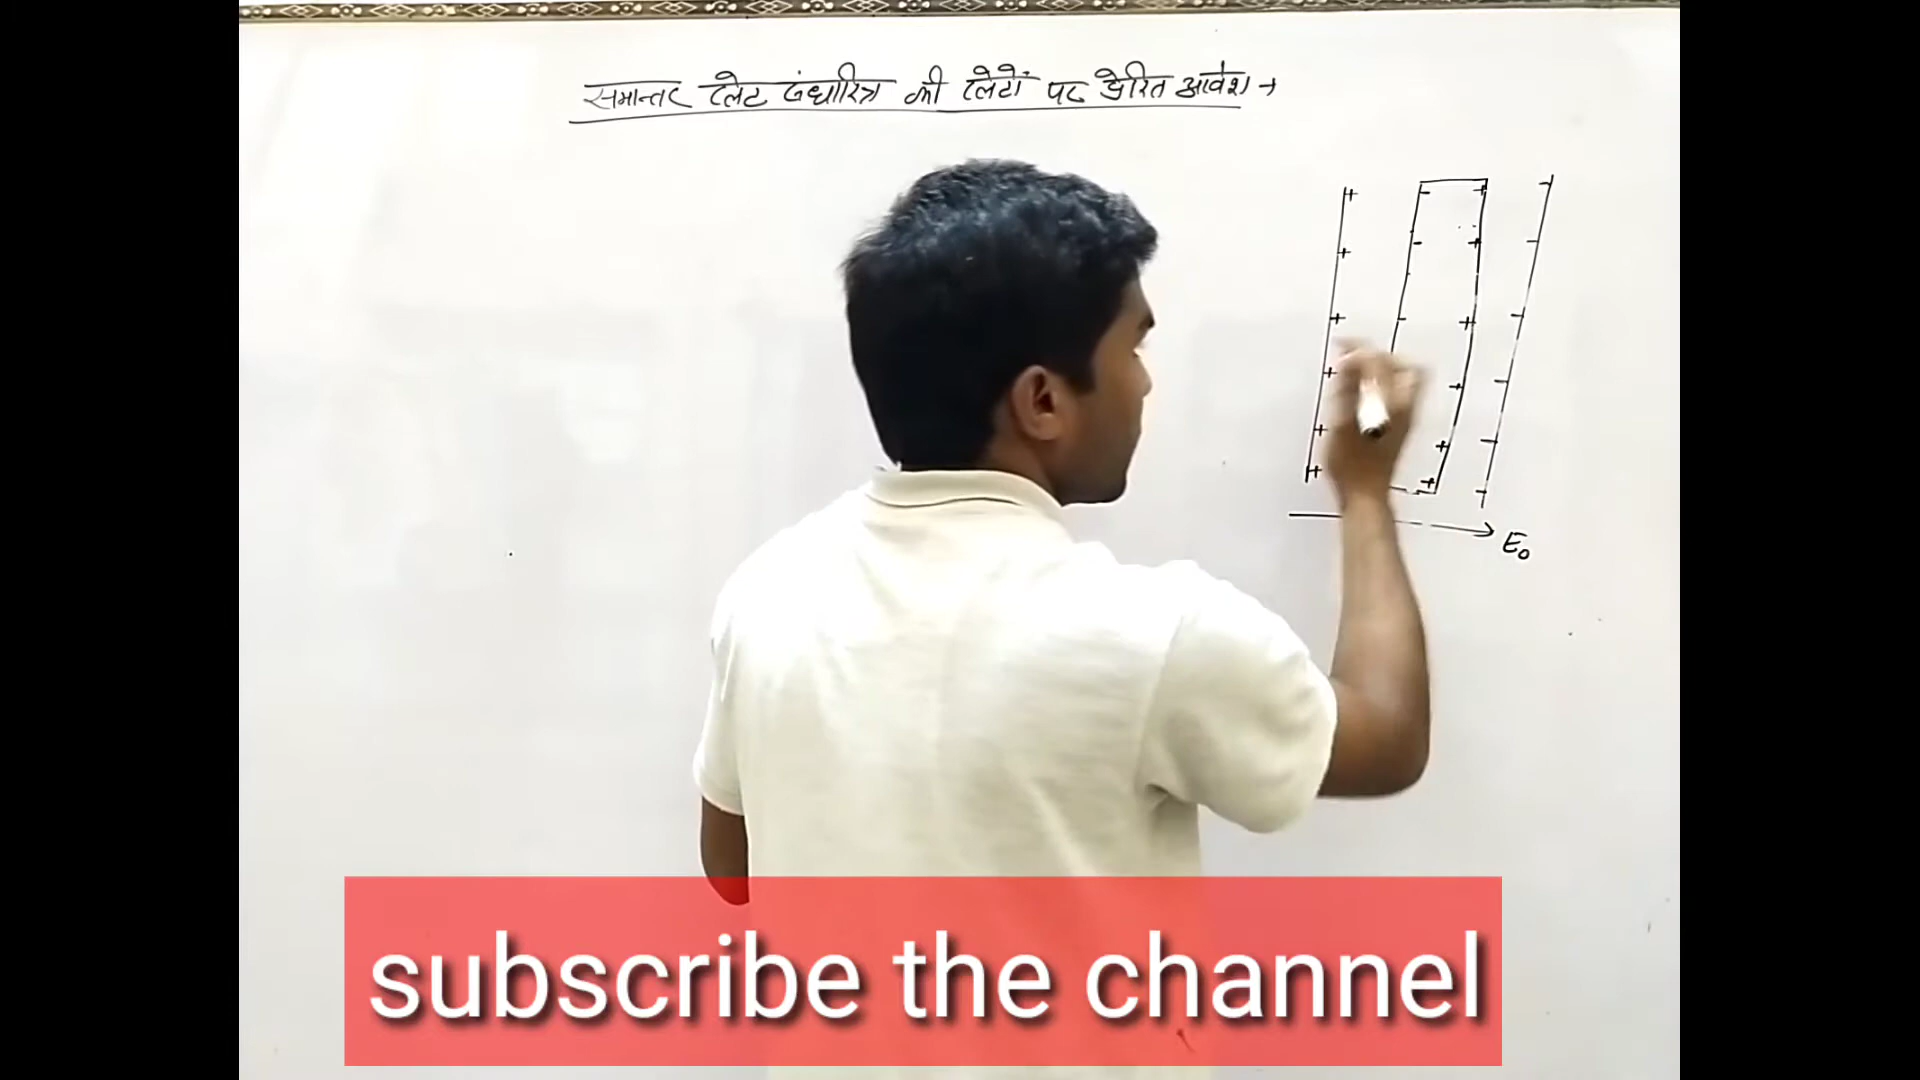 समान्तर प्लेट संधारित्र की प्लेटों पर प्रेरित आवेश →
+ - + -
+ - + -
+ - + -
+ + -
+ + -
+ + -
E₀
subscribe the channel